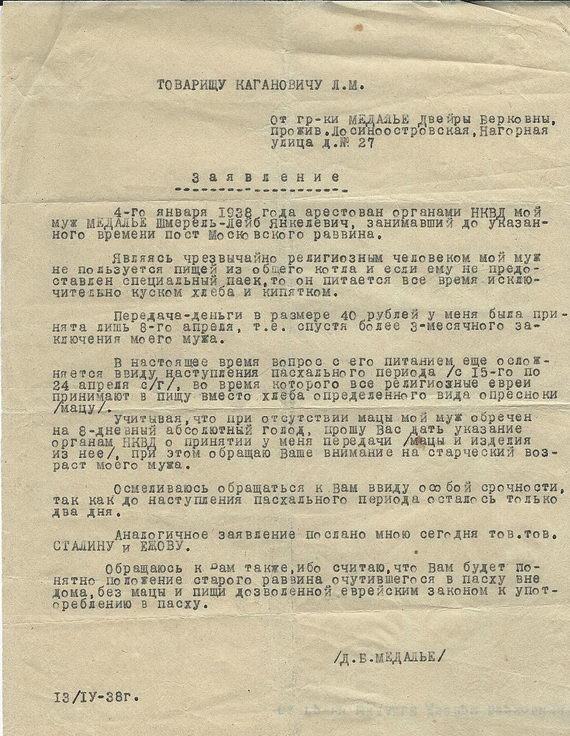 ТОВАРИЩУ КАГАНОВИЧУ Л.М.
От гр-ки МЕДАЛЬЕ Двейры Берковны,
прожив.Лосиноостровская,Нагорная
улица д.№ 27
Заявление
4-го января 1938 года арестован органами НКВД мой
муж МЕДАЛЬЕ Шмерель-Лейб Янкелевич, занимавший до указан-
ного времени пост Московского раввина.
Являясь чрезвычайно религиозным человеком мой муж
не пользуется пищей из общего котла и если ему не предо-
ставлен специальный паек,то он питается все время исклю-
чительно куском хлеба и кипятком.
Передача-деньги в размере 40 рублей у меня была при-
нята лишь 8-го апреля, т.е. спустя более 3-месячного за-
ключения моего мужа.
В настоящее время вопрос с его питанием еще ослож-
няется ввиду наступления пасхального периода /с 15-го по
24 апреля с/г/, во время которого все религиозные евреи
принимают в пищу вместо хлеба определенного вида опресноки
/мацу/.
Учитывая,что при отсутствии мацы мой муж обречен
на 8-дневный абсолютный голод, прошу Вас дать указание
органам НКВД о принятии у меня передачи /мацы и изделия
из нее/, при этом обращаю Ваше внимание на старческий воз-
раст моего мужа.
Осмеливаюсь обращаться к Вам ввиду особой срочности,
так как до наступления пасхального периода осталось только
два дня.
Аналогичное заявление послано мною сегодня тов.тов.
СТАЛИНУ и ЕЖОВУ.
Обращаюсь к Вам также,ибо считаю,что Вам будет по-
нятно положение старого раввина очутившегося в пасху вне
дома,без мацы и пищи дозволенной еврейским законом к упот-
ореблению в пасху.
/Д.Б.МЕДАЛЬЕ/
13/IУ-38г.